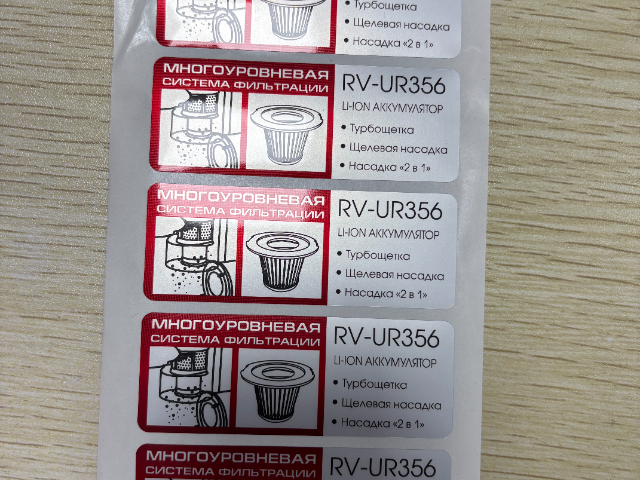 • Турбощетка
• Щелевая насадка
• Насадка «2 в 1»
МНОГОУРОВНЕВАЯ
СИСТЕМА ФИЛЬТРАЦИИ
RV-UR356
LI-ION АККУМУЛЯТОР
• Турбощетка
• Щелевая насадка
• Насадка «2 в 1»
МНОГОУРОВНЕВАЯ
СИСТЕМА ФИЛЬТРАЦИИ
RV-UR356
LI-ION АККУМУЛЯТОР
• Турбощетка
• Щелевая насадка
• Насадка «2 в 1»
МНОГОУРОВНЕВАЯ
СИСТЕМА ФИЛЬТРАЦИИ
RV-UR356
LI-ION АККУМУЛЯТОР
• Турбощетка
• Щелевая насадка
• Насадка «2 в 1»
МНОГОУРОВНЕВАЯ
СИСТЕМА ФИЛЬТРАЦИИ
RV-UR356